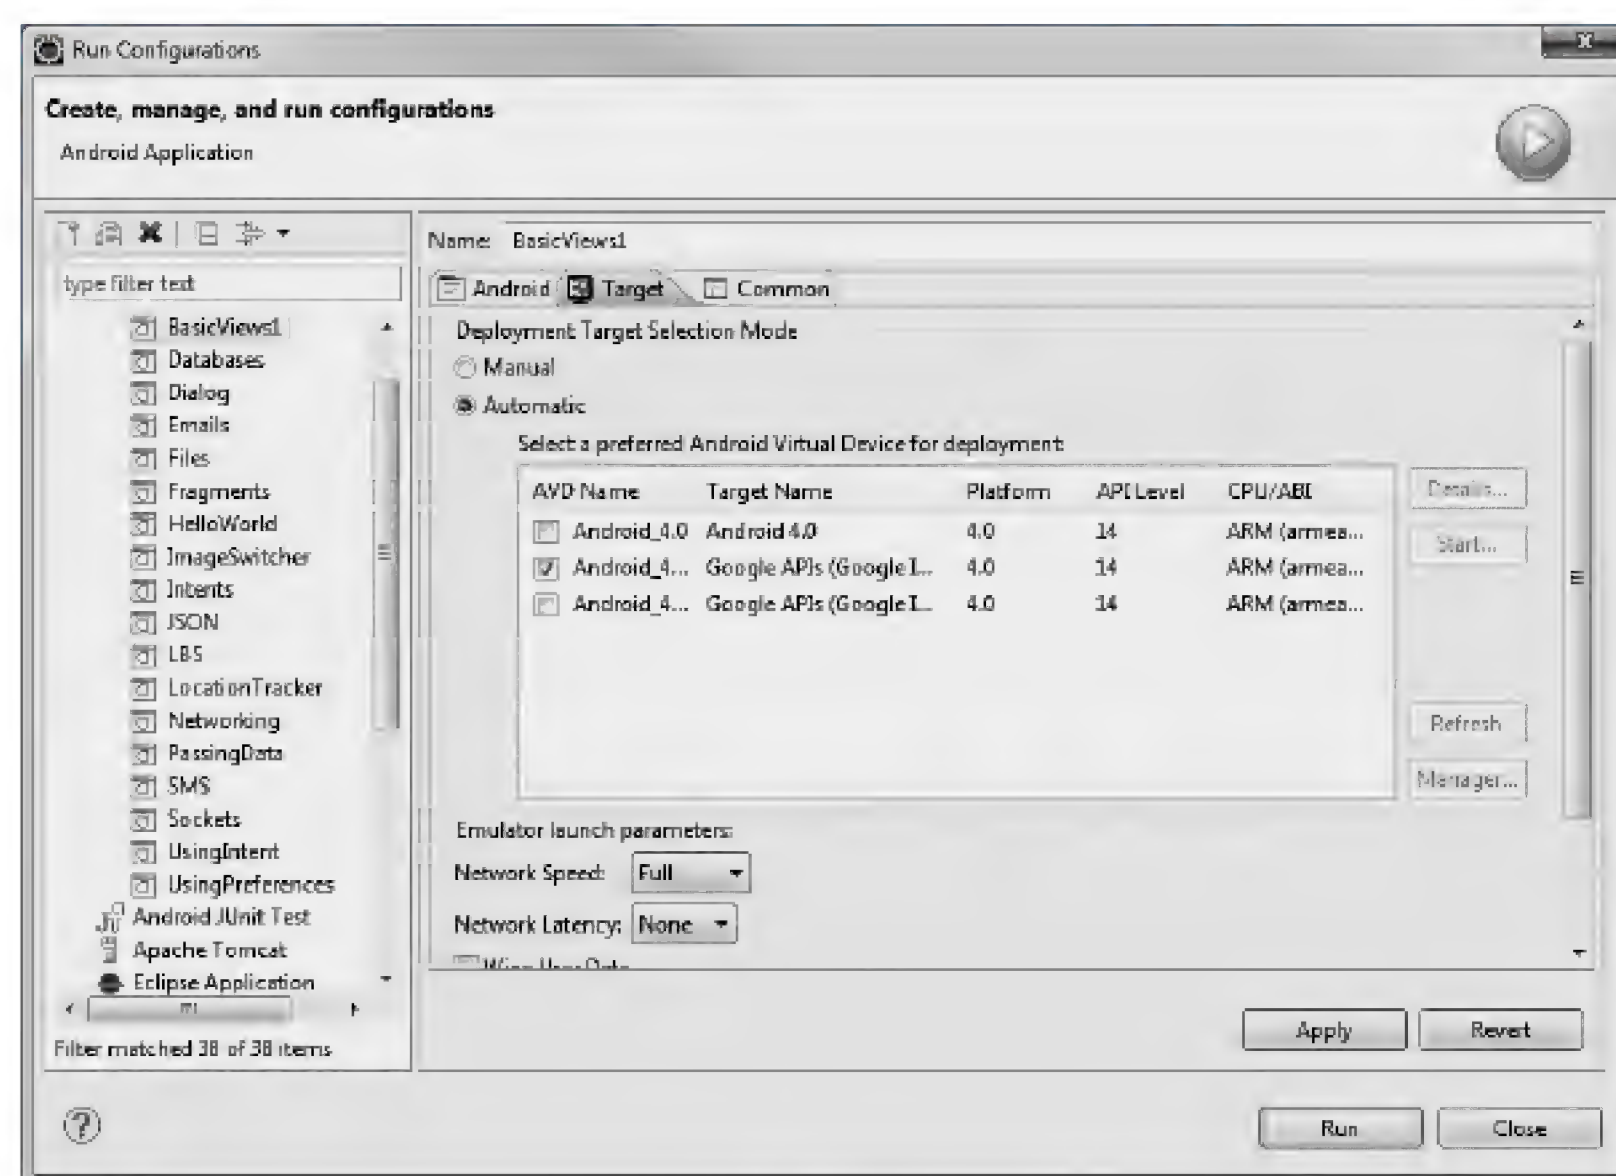 Run Configurations
Create, manage, and run configurations
Android Application
type filter text
BasicViews1
Databases
Dialog
Emails
Files
Fragments
HelloWorld
ImageSwitcher
Intents
JSON
LBS
LocationTracker
Networking
PassingData
SMS
Sockets
UsingIntent
UsingPreferences
Android JUnit Test
Apache Tomcat
Eclipse Application
Filter matched 38 of 38 items
Name: BasicViews1
Android Target Common
Deployment Target Selection Mode
Manual
Automatic
Select a preferred Android Virtual Device for deployment:
AVD Name Target Name Platform API Level CPU/ABI
Android_4.0 Android 4.0 4.0 14 ARM (armea...
Android_4... Google APIs (Google I... 4.0 14 ARM (armea...
Android_4... Google APIs (Google I... 4.0 14 ARM (armea...
Details...
Start...
Refresh
Manager...
Emulator launch parameters:
Network Speed: Full
Network Latency: None
Wipe User Data
Apply Revert
Run Close